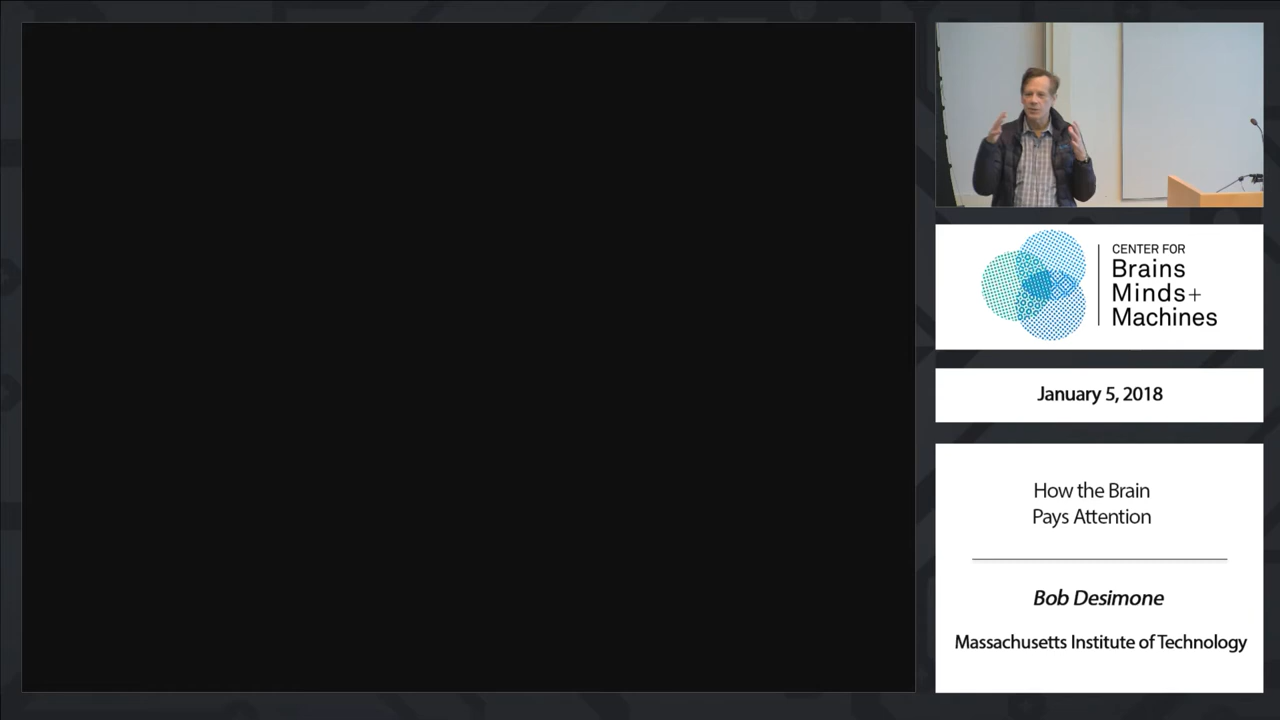 CENTER FOR
Brains
Minds+
Machines
January 5, 2018
How the Brain
Pays Attention
Bob Desimone
Massachusetts Institute of Technology